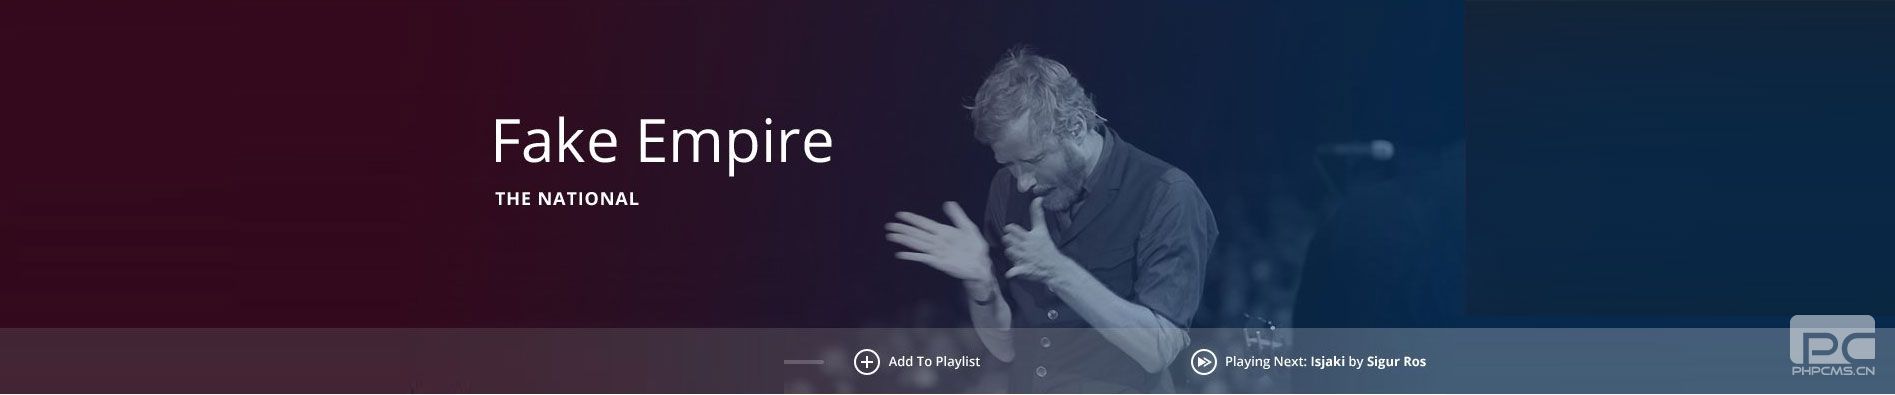 Fake Empire
THE NATIONAL
Add To Playlist
Playing Next: Isjaki by Sigur Ros
PC
PHPCMS.CN